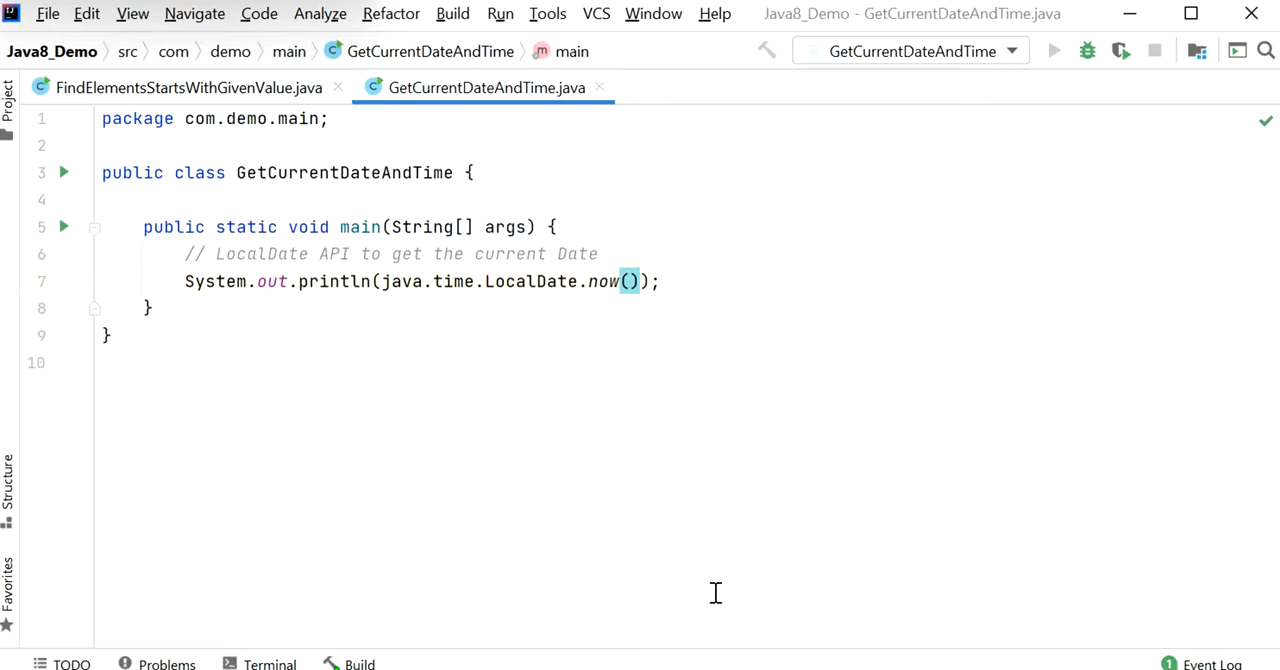 File Edit View Navigate Code Analyze Refactor Build Run Tools VCS Window Help Java8_Demo - GetCurrentDateAndTime.java
Java8_Demo src com demo main GetCurrentDateAndTime main GetCurrentDateAndTime
FindElementsStartsWithGivenValue.java GetCurrentDateAndTime.java
Project
1 package com.demo.main;
2
3 public class GetCurrentDateAndTime {
4
5 public static void main(String[] args) {
6 // LocalDate API to get the current Date
7 System.out.println(java.time.LocalDate.now());
8 }
9 }
10
Structure
Favorites
TODO Problems Terminal Build 1 Event Log